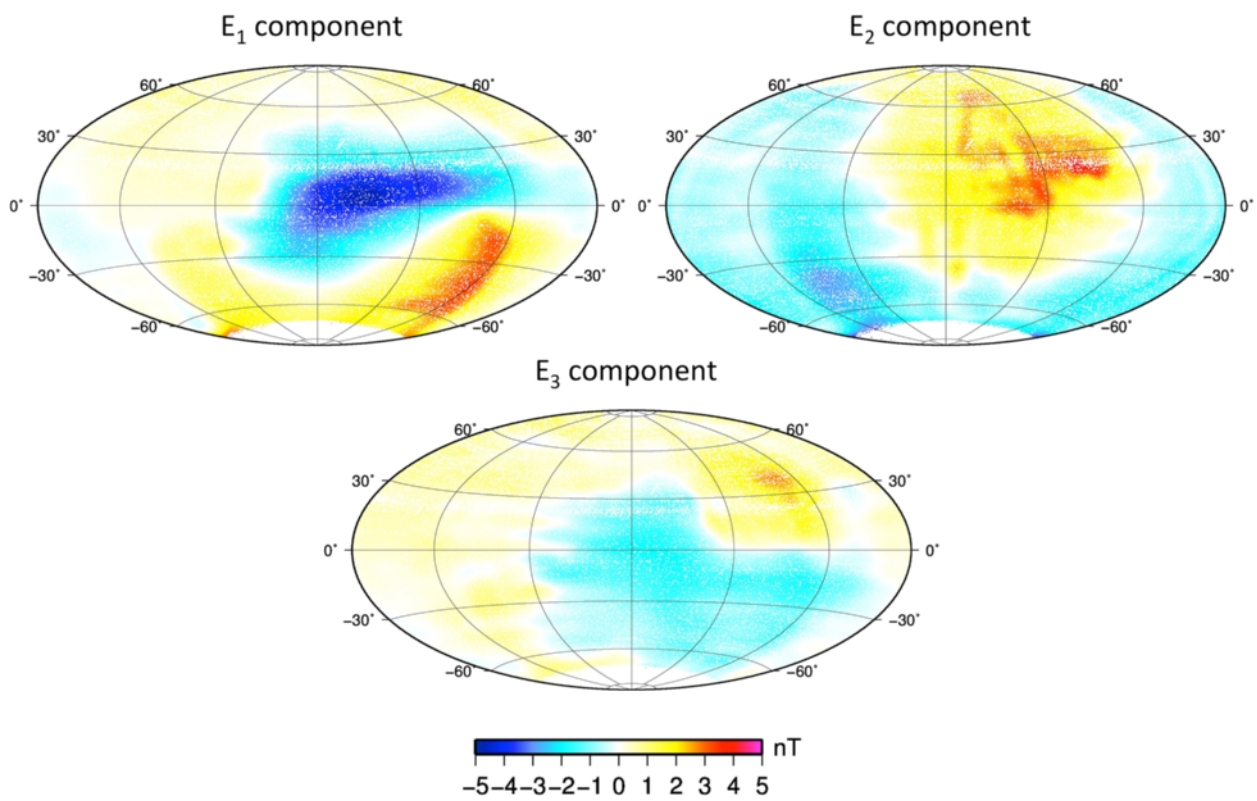 E₁ component
E₂ component
60˚ 60˚ 60˚ 60˚
30˚ 30˚ 30˚ 30˚
0˚ 0˚ 0˚ 0˚
−30˚ −30˚ −30˚ −30˚
−60˚ −60˚ −60˚ −60˚
E₃ component
60˚ 60˚
30˚ 30˚
0˚ 0˚
−30˚ −30˚
−60˚ −60˚
nT
−5 −4 −3 −2 −1 0 1 2 3 4 5